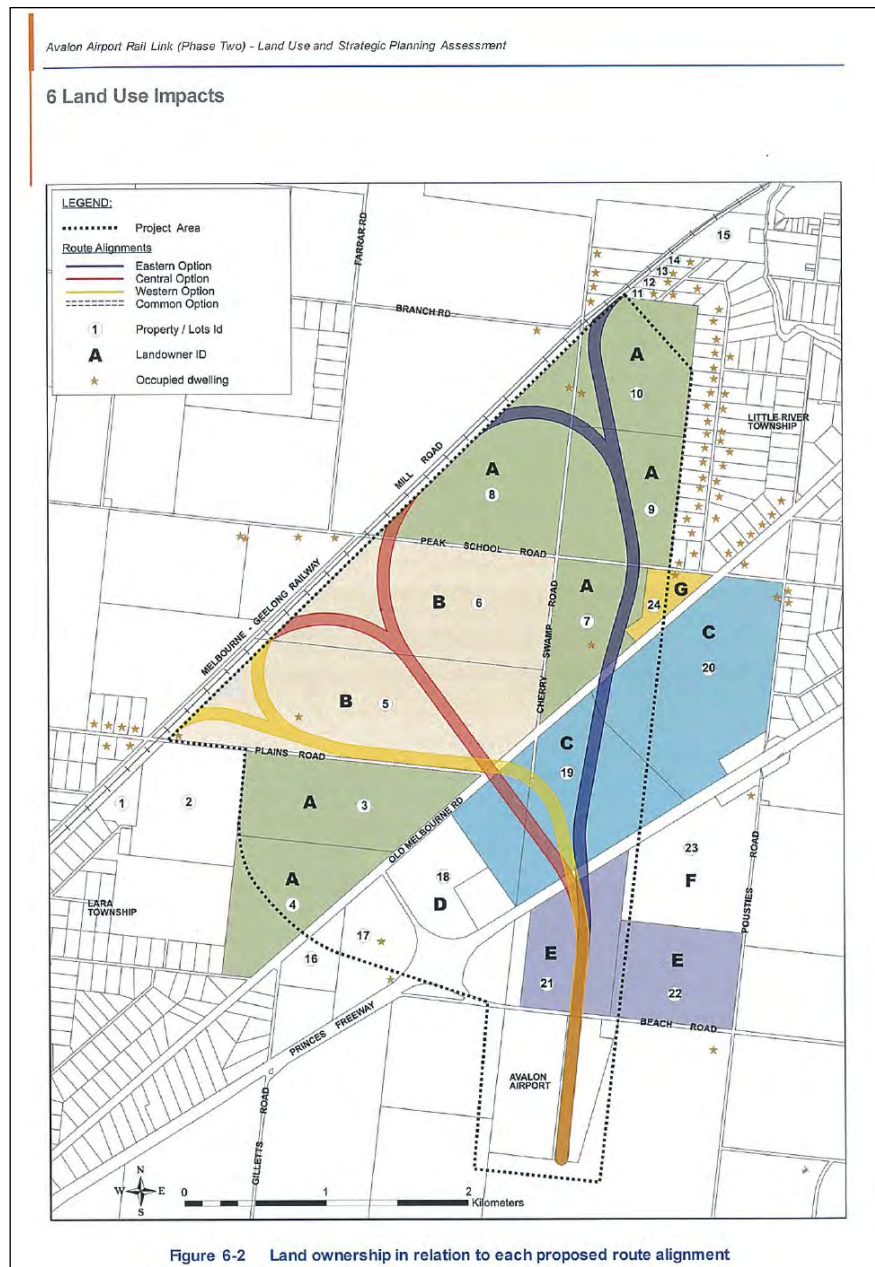 Avalon Airport Rail Link (Phase Two) - Land Use and Strategic Planning Assessment
6 Land Use Impacts
LEGEND:
Project Area
Route Alignments
Eastern Option
Central Option
Western Option
Common Option
1 Property / Lots Id
A Landowner ID
Occupied dwelling
FARRAR RD
BRANCH RD
15
14
13
12
11
A
10
LITTLE RIVER
TOWNSHIP
MILL ROAD
A
8
A
9
PEAK SCHOOL ROAD
MELBOURNE - GEELONG RAILWAY
B
6
A
7
G
24
CHERRY SWAMP ROAD
C
20
B
5
PLAINS ROAD
C
19
1
2
A
3
OLD MELBOURNE RD
18
D
23
F
POUSTIES ROAD
A
4
LARA
TOWNSHIP
17
16
E
21
E
22
BEACH ROAD
PRINCES FREEWAY
AVALON
AIRPORT
GILLETTS ROAD
N
W E
S
0 1 2
Kilometers
Figure 6-2 Land ownership in relation to each proposed route alignment